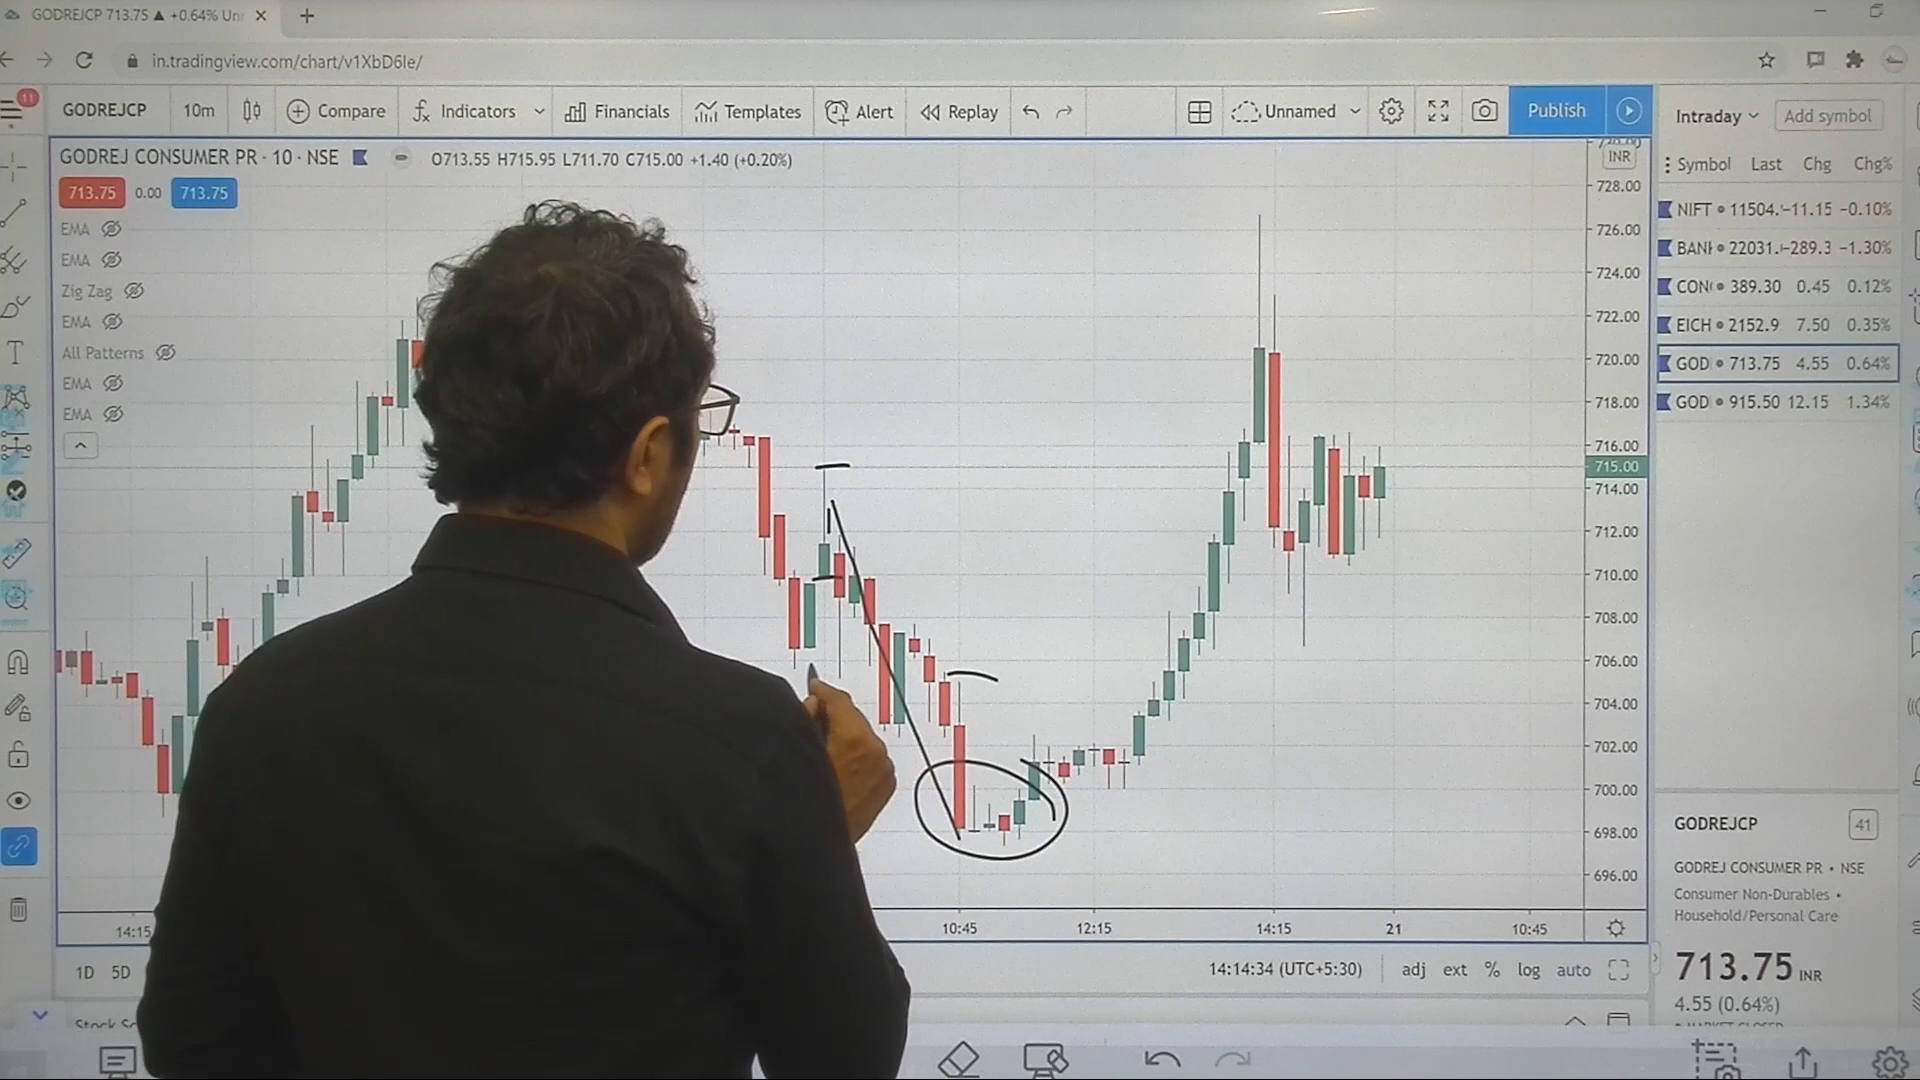 GODREJCP 713.75 ▲ +0.64% Un
in.tradingview.com/chart/v1XbD6Ie/
11
GODREJCP 10m Compare Indicators Financials Templates Alert Replay Unnamed Publish
Intraday Add symbol
GODREJ CONSUMER PR · 10 · NSE O713.55 H715.95 L711.70 C715.00 +1.40 (+0.20%)
INR
Symbol Last Chg Chg%
713.75 0.00 713.75
728.00
NIFT 11504. -11.15 -0.10%
EMA
726.00
BAN 22031. -289.3 -1.30%
EMA
724.00
CON 389.30 0.45 0.12%
Zig Zag
722.00
EICH 2152.9 7.50 0.35%
EMA
720.00
GOD 713.75 4.55 0.64%
All Patterns
718.00
GOD 915.50 12.15 1.34%
EMA
716.00
EMA
715.00
714.00
712.00
710.00
708.00
706.00
704.00
702.00
700.00
698.00
696.00
GODREJCP 41
GODREJ CONSUMER PR • NSE
Consumer Non-Durables •
Household/Personal Care
14:15 10:45 12:15 14:15 21 10:45
713.75 INR
1D 5D 14:14:34 (UTC+5:30) adj ext % log auto
4.55 (0.64%)
Stock Sc